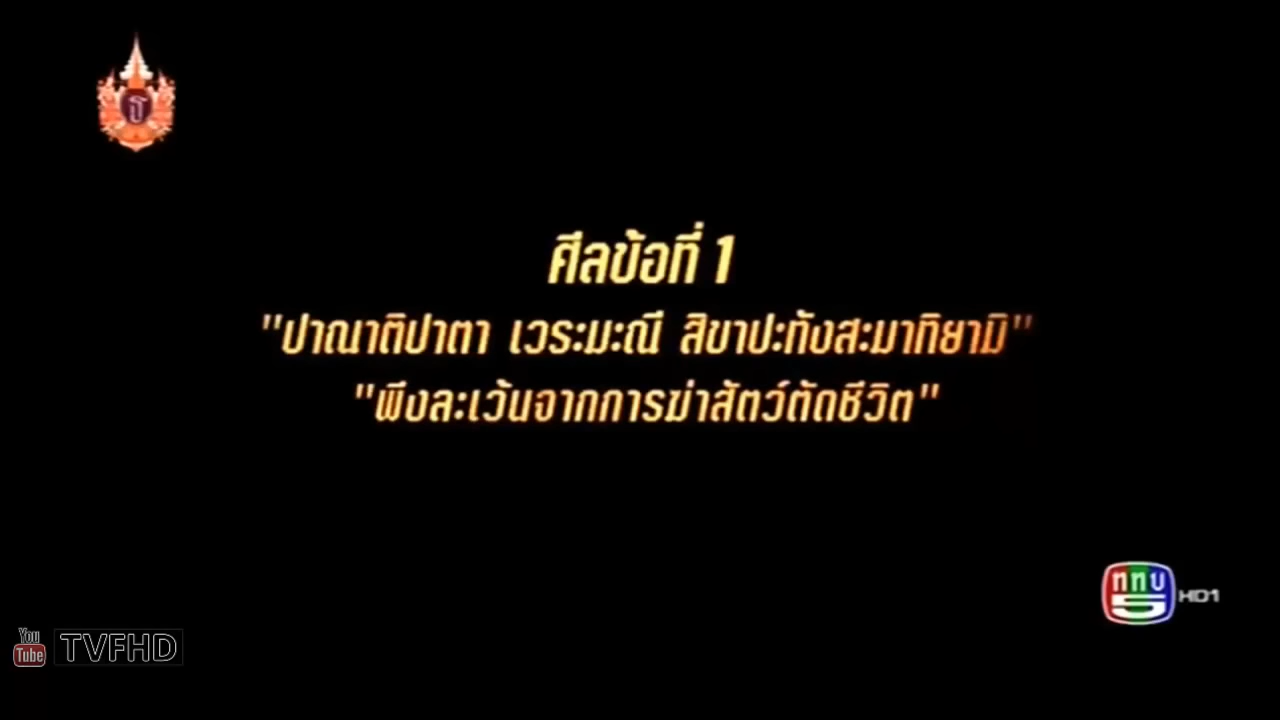 ธ
ศีลข้อที่ 1
"ปาณาติปาตา เวระมะณี สิขาปะทังสะมาทิยามิ"
"พึงละเว้นจากการฆ่าสัตว์ตัดชีวิต"
ททบ
5 HD1
You
Tube TVFHD